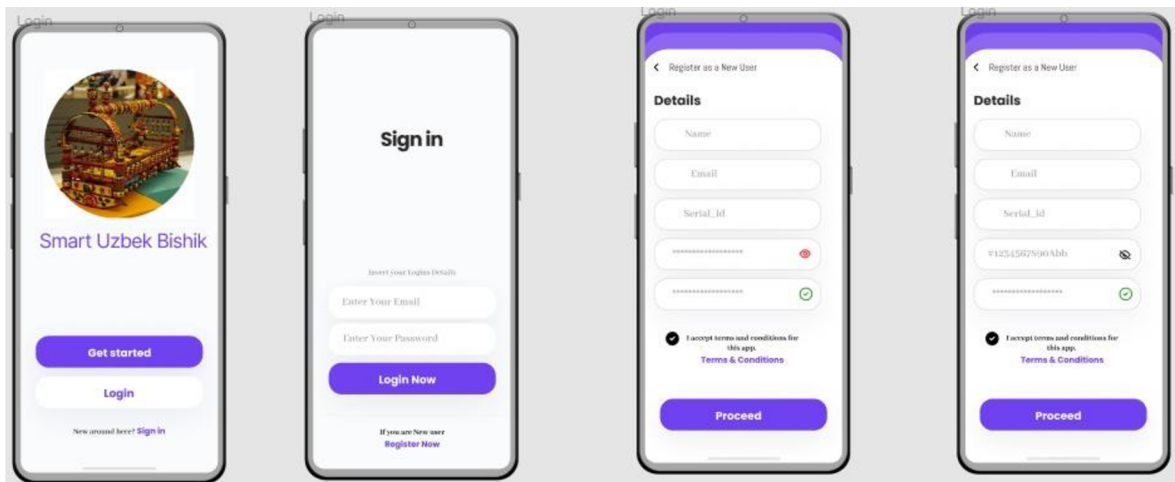 Login
Smart Uzbek Bishik
Get started
Login
New around here? Sign in
Login
Sign in
Insert your Logins Details
Enter Your Email
Enter Your Password
Login Now
If you are New user
Register Now
Login
Register as a New User
Details
Name
Email
Serial_id
******************
******************
I accept terms and conditions for
this app.
Terms & Conditions
Proceed
Login
Register as a New User
Details
Name
Email
Serial_id
******************
I accept terms and conditions for
this app.
Terms & Conditions
Proceed